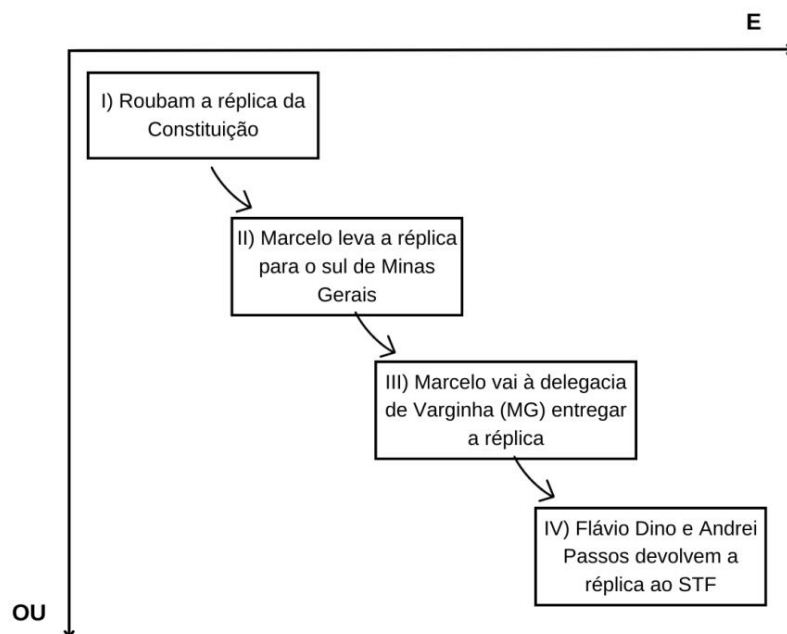 E
I) Roubam a réplica da
Constituição
II) Marcelo leva a réplica
para o sul de Minas
Gerais
III) Marcelo vai à delegacia
de Varginha (MG) entregar
a réplica
IV) Flávio Dino e Andrei
Passos devolvem a
réplica ao STF
OU